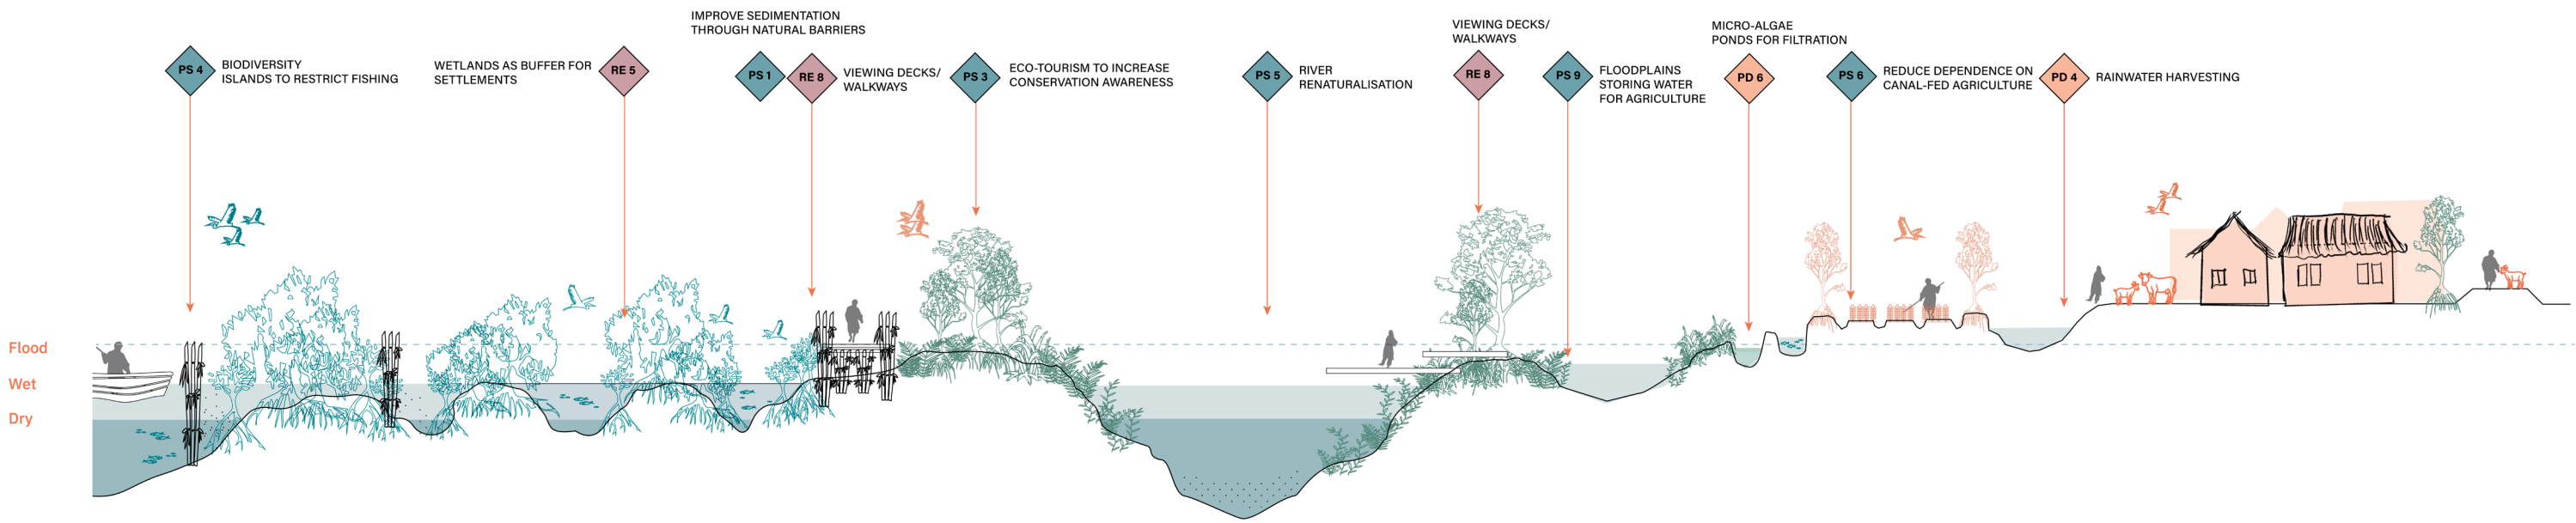 PS 4
BIODIVERSITY
ISLANDS TO RESTRICT FISHING
WETLANDS AS BUFFER FOR
SETTLEMENTS
RE 5
IMPROVE SEDIMENTATION
THROUGH NATURAL BARRIERS
PS 1
RE 8
VIEWING DECKS/
WALKWAYS
PS 3
ECO-TOURISM TO INCREASE
CONSERVATION AWARENESS
PS 5
RIVER
RENATURALISATION
VIEWING DECKS/
WALKWAYS
RE 8
PS 9
FLOODPLAINS
STORING WATER
FOR AGRICULTURE
MICRO-ALGAE
PONDS FOR FILTRATION
PD 6
PS 6
REDUCE DEPENDENCE ON
CANAL-FED AGRICULTURE
PD 4
RAINWATER HARVESTING
Flood
Wet
Dry